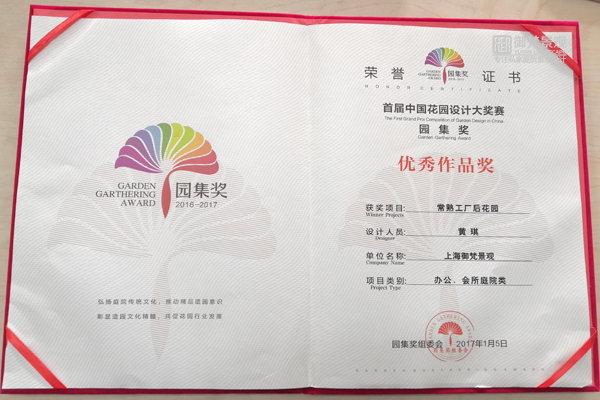 GARDEN
GARTHERING
AWARD
园集奖
2016-2017
弘扬庭院传统文化，推动精品造园意识
彰显造园文化精髓，共促花园行业发展
荣誉
GARDEN
GATHERING
AWARD
园集奖
2016-2017
证书
HONOR CERTIFICATE
首届中国花园设计大奖赛
The First Grand Prix Competition of Garden Design in China
园集奖
Garden Gathering Award
优秀作品奖
获奖项目: 常熟工厂后花园
Winner Projects
设计人员: 黄琪
Designer
单位名称: 上海御梵景观
Company Name
项目类别: 办公、会所庭院类
Project Type
园集奖组委会 2017年1月5日